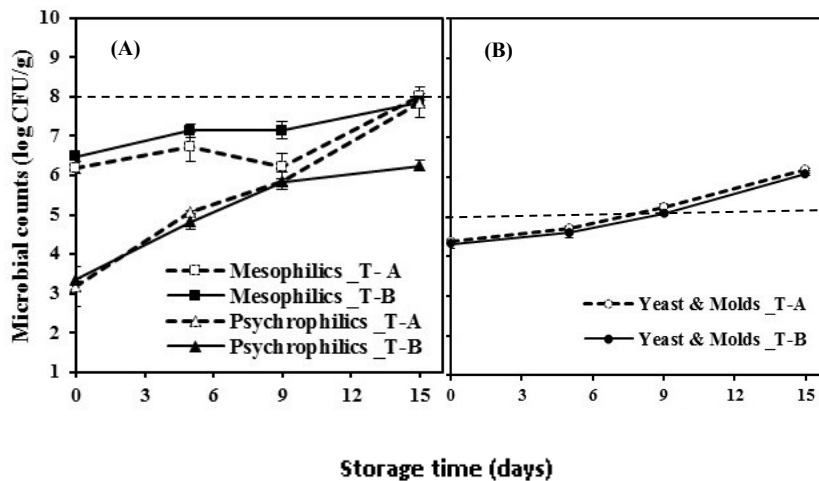 Microbial counts (log CFU/g)
10
9
8
7
6
5
4
3
2
1
(A)
Mesophilics _T- A
Mesophilics _T-B
Psychrophilics _T-A
Psychrophilics _T-B
0 3 6 9 12 15
(B)
Yeast & Molds _T-A
Yeast & Molds _T-B
0 3 6 9 12 15
Storage time (days)